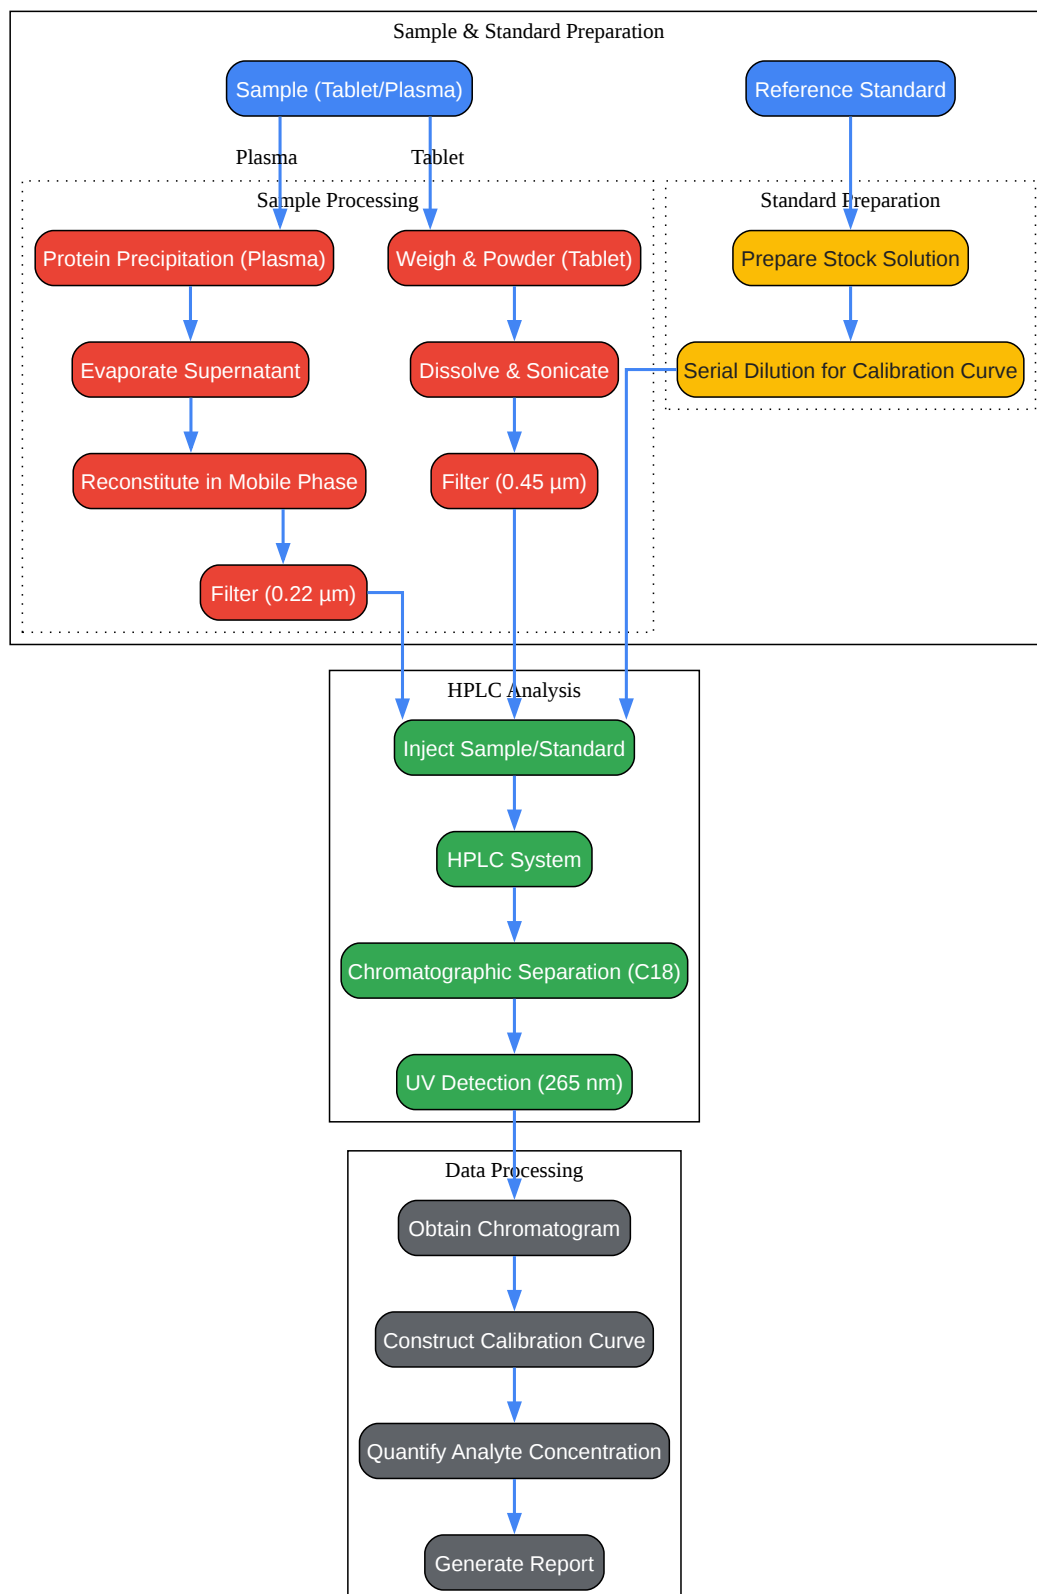 Sample & Standard Preparation
Sample (Tablet/Plasma)
Reference Standard
Plasma
Tablet
Sample Processing
Standard Preparation
Protein Precipitation (Plasma)
Weigh & Powder (Tablet)
Prepare Stock Solution
Evaporate Supernatant
Dissolve & Sonicate
Serial Dilution for Calibration Curve
Reconstitute in Mobile Phase
Filter (0.45 µm)
Filter (0.22 µm)
HPLC Analysis
Inject Sample/Standard
HPLC System
Chromatographic Separation (C18)
UV Detection (265 nm)
Data Processing
Obtain Chromatogram
Construct Calibration Curve
Quantify Analyte Concentration
Generate Report